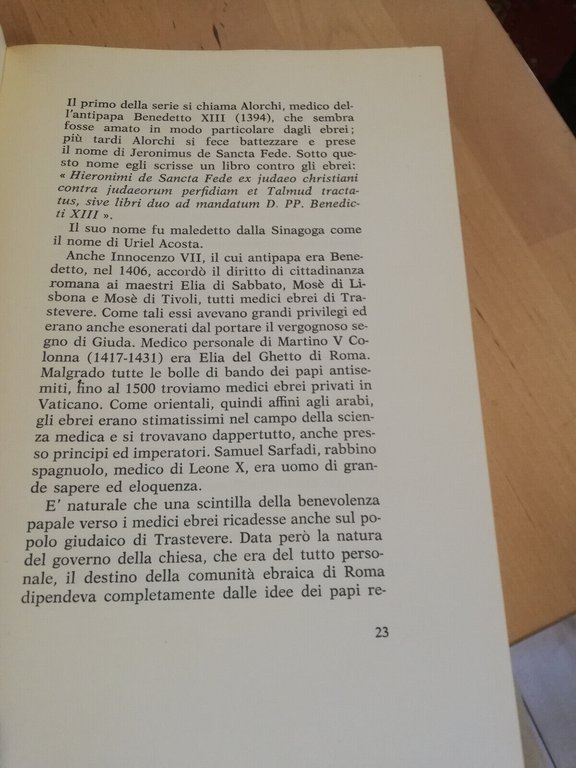 Il primo della serie si chiama Alorchi, medico del-
l'antipapa Benedetto XIII (1394), che sembra
fosse amato in modo particolare dagli ebrei;
più tardi Alorchi si fece battezzare e prese
il nome di Jeronimus de Sancta Fede. Sotto que-
sto nome egli scrisse un libro contro gli ebrei:
« Hieronimi de Sancta Fede ex judaeo christiani
contra judaeorum perfidiam et Talmud tracta-
tus, sive libri duo ad mandatum D. PP. Benedic-
ti XIII ».
Il suo nome fu maledetto dalla Sinagoga come
il nome di Uriel Acosta.
Anche Innocenzo VII, il cui antipapa era Bene-
detto, nel 1406, accordò il diritto di cittadinanza
romana ai maestri Elia di Sabbato, Mosè di Lis-
bona e Mosè di Tivoli, tutti medici ebrei di Tra-
stevere. Come tali essi avevano grandi privilegi ed
erano anche esonerati dal portare il vergognoso se-
gno di Giuda. Medico personale di Martino V Co-
lonna (1417-1431) era Elia del Ghetto di Roma.
Malgrado tutte le bolle di bando dei papi antise-
miti, fino al 1500 troviamo medici ebrei privati in
Vaticano. Come orientali, quindi affini agli arabi,
gli ebrei erano stimatissimi nel campo della scien-
za medica e si trovavano dappertutto, anche pres-
so principi ed imperatori. Samuel Sarfadi, rabbino
spagnuolo, medico di Leone X, era uomo di gran-
de sapere ed eloquenza.
E' naturale che una scintilla della benevolenza
papale verso i medici ebrei ricadesse anche sul po-
polo giudaico di Trastevere. Data però la natura
del governo della chiesa, che era del tutto perso-
nale, il destino della comunità ebraica di Roma
dipendeva completamente dalle idee dei papi re-
23